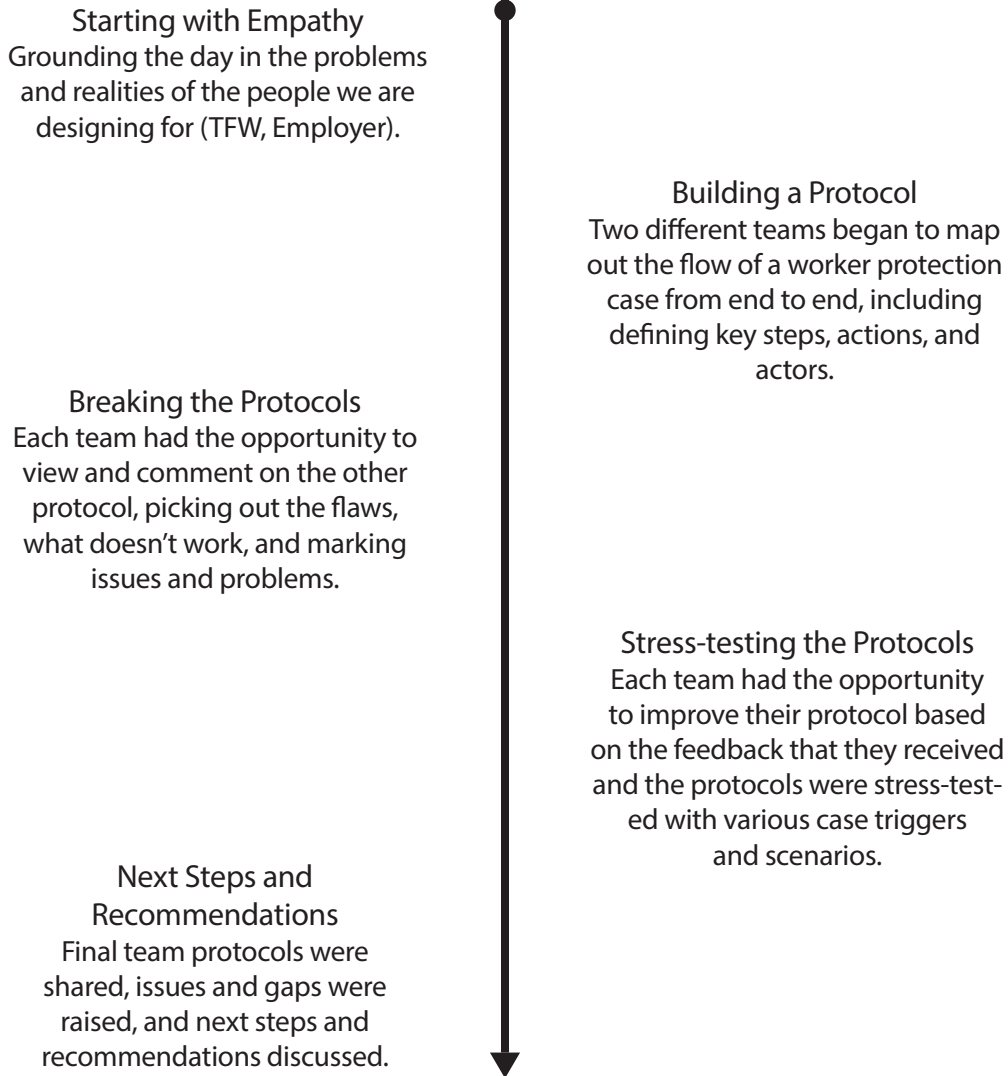 Starting with Empathy
Grounding the day in the problems
and realities of the people we are
designing for (TFW, Employer).
Building a Protocol
Two different teams began to map
out the flow of a worker protection
case from end to end, including
defining key steps, actions, and
actors.
Breaking the Protocols
Each team had the opportunity to
view and comment on the other
protocol, picking out the flaws,
what doesn't work, and marking
issues and problems.
Stress-testing the Protocols
Each team had the opportunity
to improve their protocol based
on the feedback that they received
and the protocols were stress-test-
ed with various case triggers
and scenarios.
Next Steps and
Recommendations
Final team protocols were
shared, issues and gaps were
raised, and next steps and
recommendations discussed.